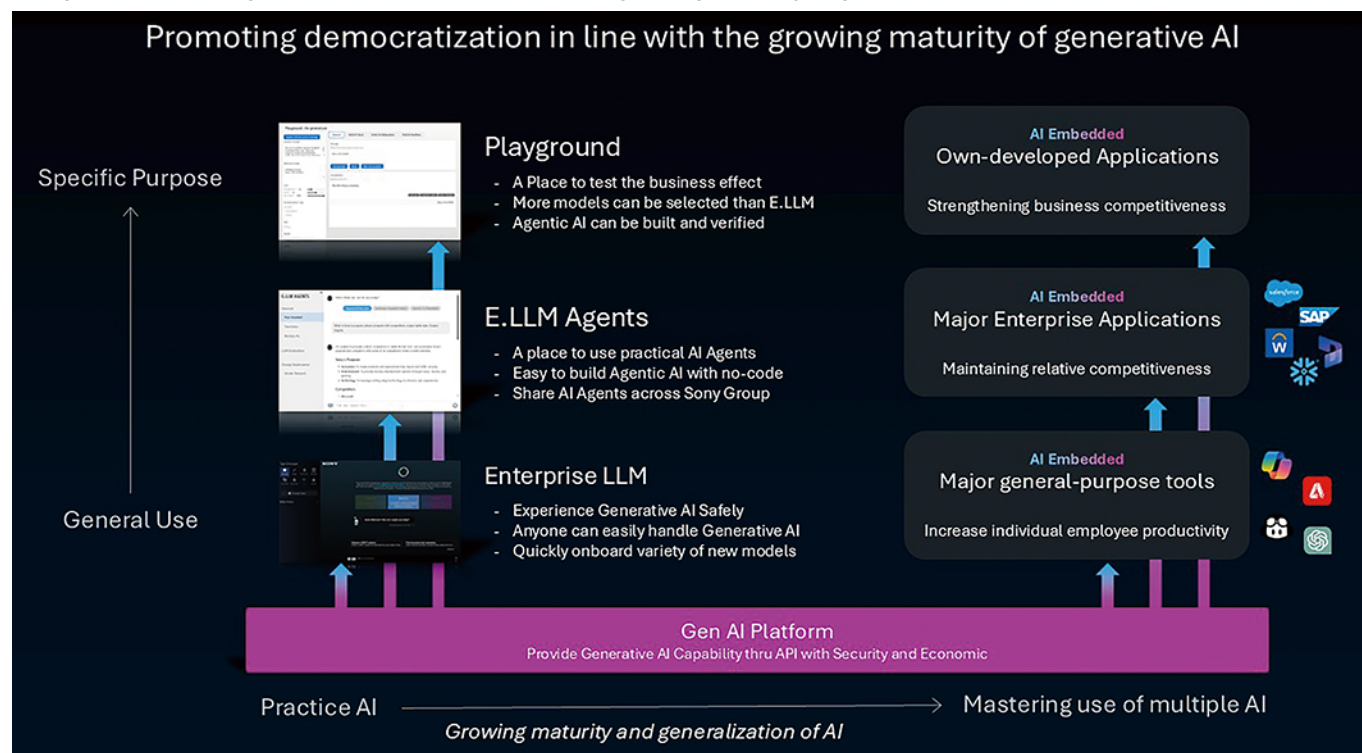 Promoting democratization in line with the growing maturity of generative AI
Specific Purpose
General Use
Playground
- A Place to test the business effect
- More models can be selected than E.LLM
- Agentic AI can be built and verified
E.LLM AGENTS
E.LLM Agents
- A place to use practical AI Agents
- Easy to build Agentic AI with no-code
- Share AI Agents across Sony Group
SONY
Enterprise LLM
- Experience Generative AI Safely
- Anyone can easily handle Generative AI
- Quickly onboard variety of new models
AI Embedded
Own-developed Applications
Strengthening business competitiveness
AI Embedded
Major Enterprise Applications
Maintaining relative competitiveness
salesforce
SAP
W
AI Embedded
Major general-purpose tools
Increase individual employee productivity
Gen AI Platform
Provide Generative AI Capability thru API with Security and Economic
Practice AI
Mastering use of multiple AI
Growing maturity and generalization of AI